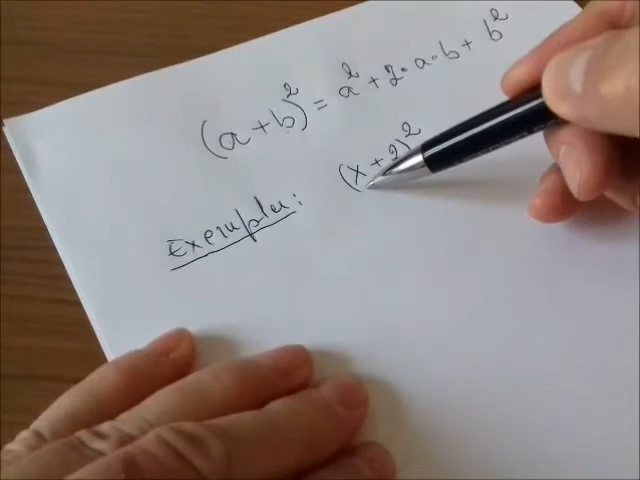 (a+b)² = a² + 2·a·b + b²
Exemplu: (x+2)²